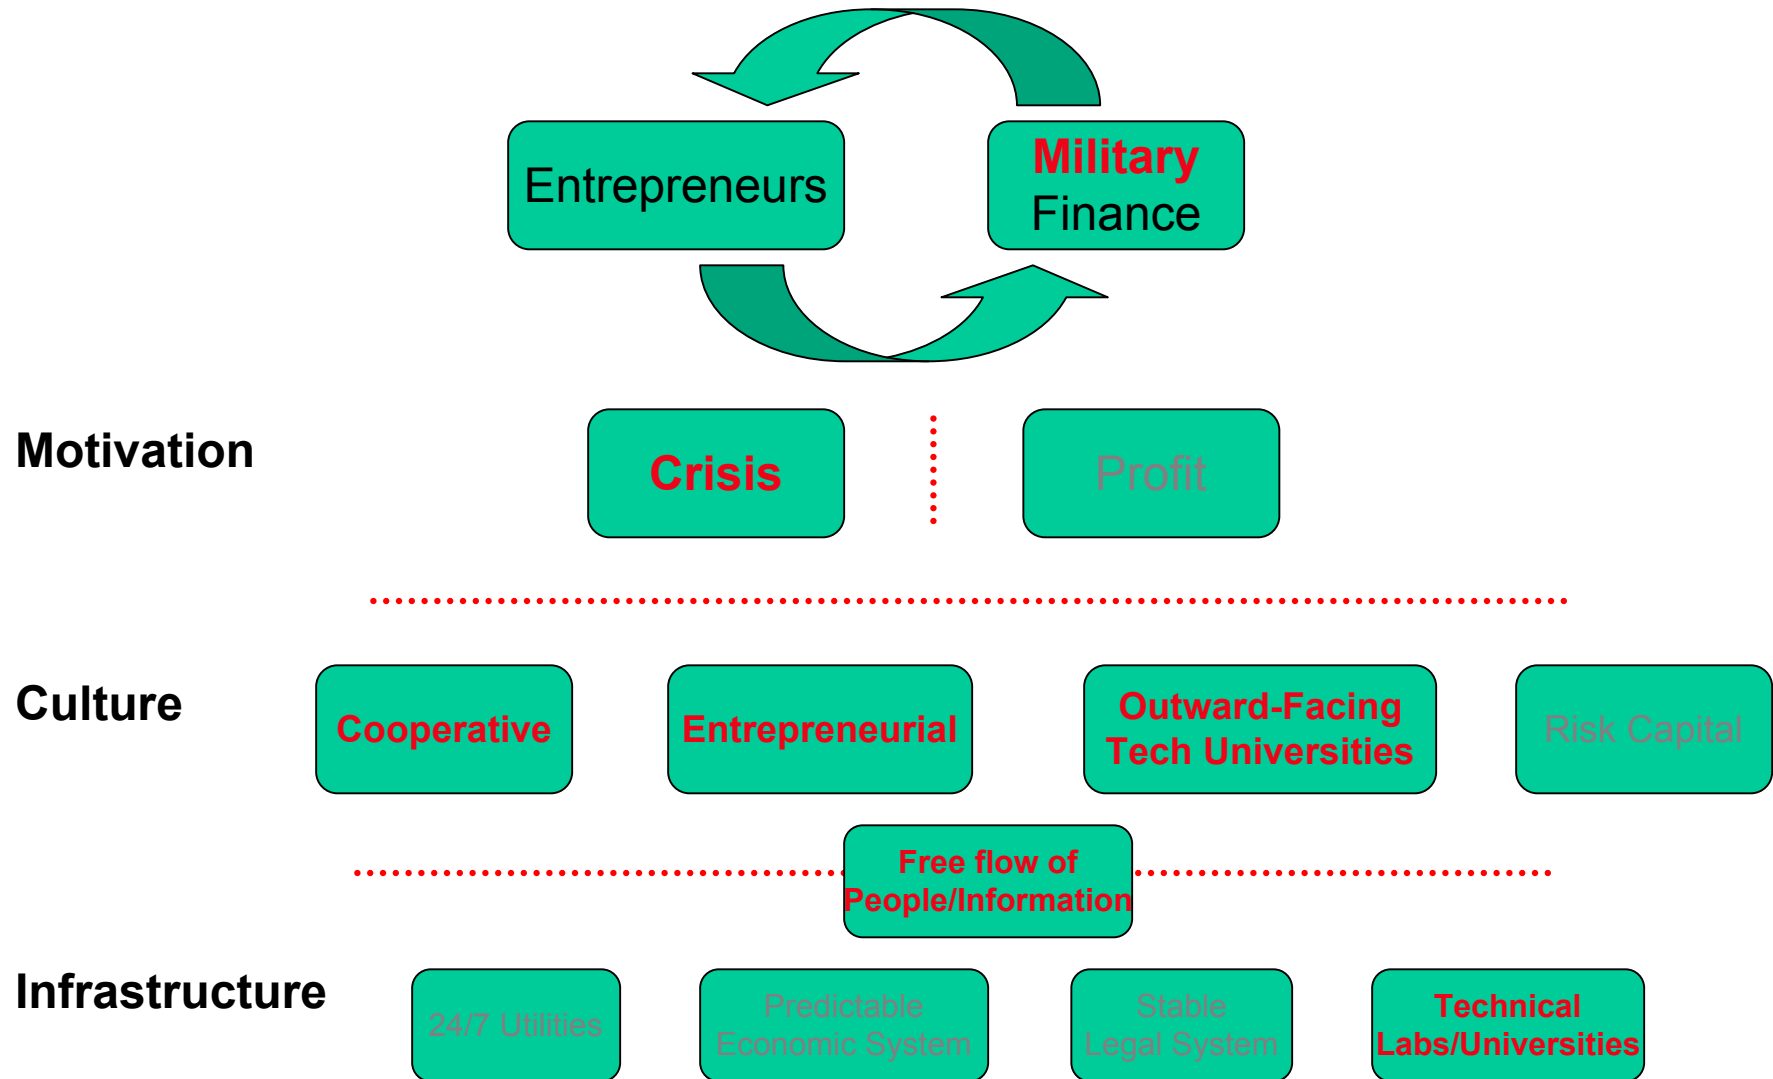 Entrepreneurs
Military
Finance
Motivation
Crisis
Profit
Culture
Cooperative
Entrepreneurial
Outward-Facing
Tech Universities
Risk Capital
Free flow of
People/Information
Infrastructure
24/7 Utilities
Predictable
Economic System
Stable
Legal System
Technical
Labs/Universities